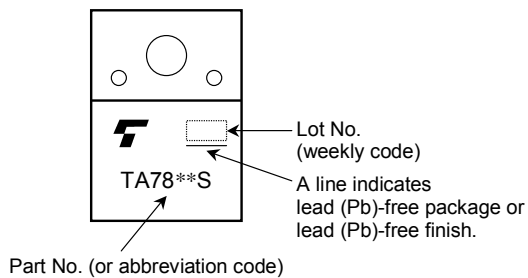 Lot No.
(weekly code)
TA78**S
A line indicates
lead (Pb)-free package or
lead (Pb)-free finish.
Part No. (or abbreviation code)